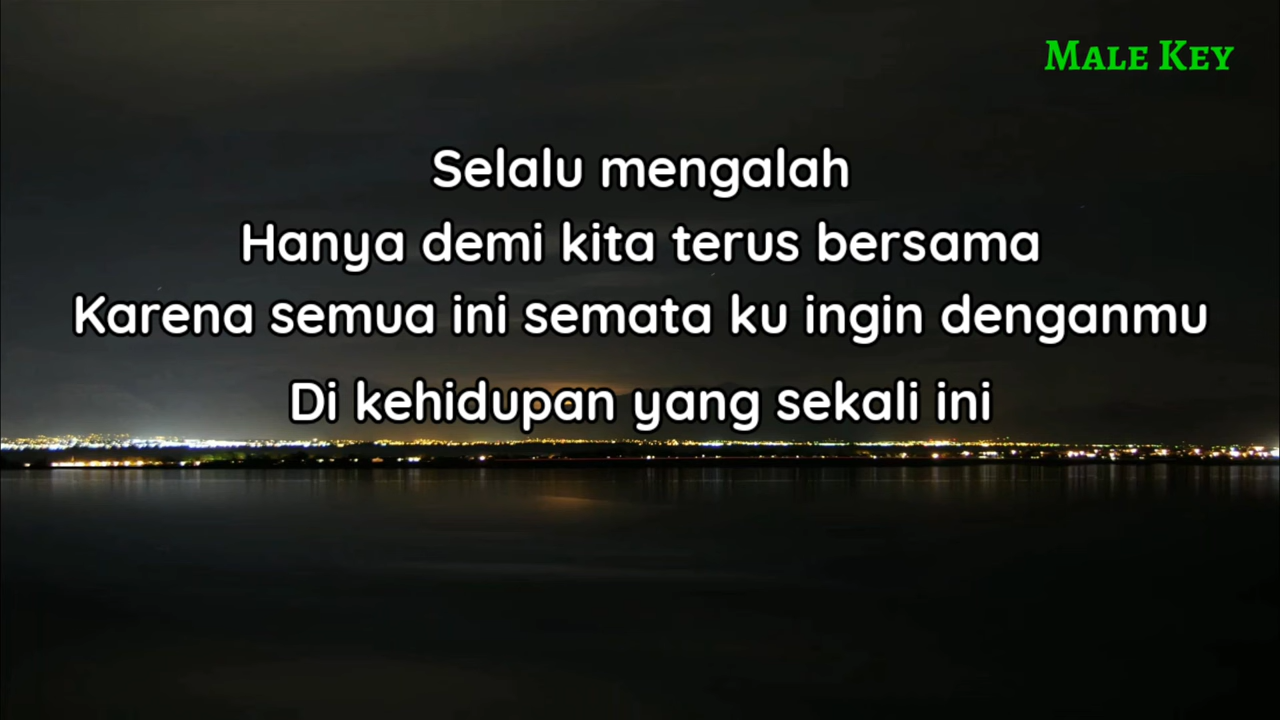 Male Key
Selalu mengalah
Hanya demi kita terus bersama
Karena semua ini semata ku ingin denganmu
Di kehidupan yang sekali ini